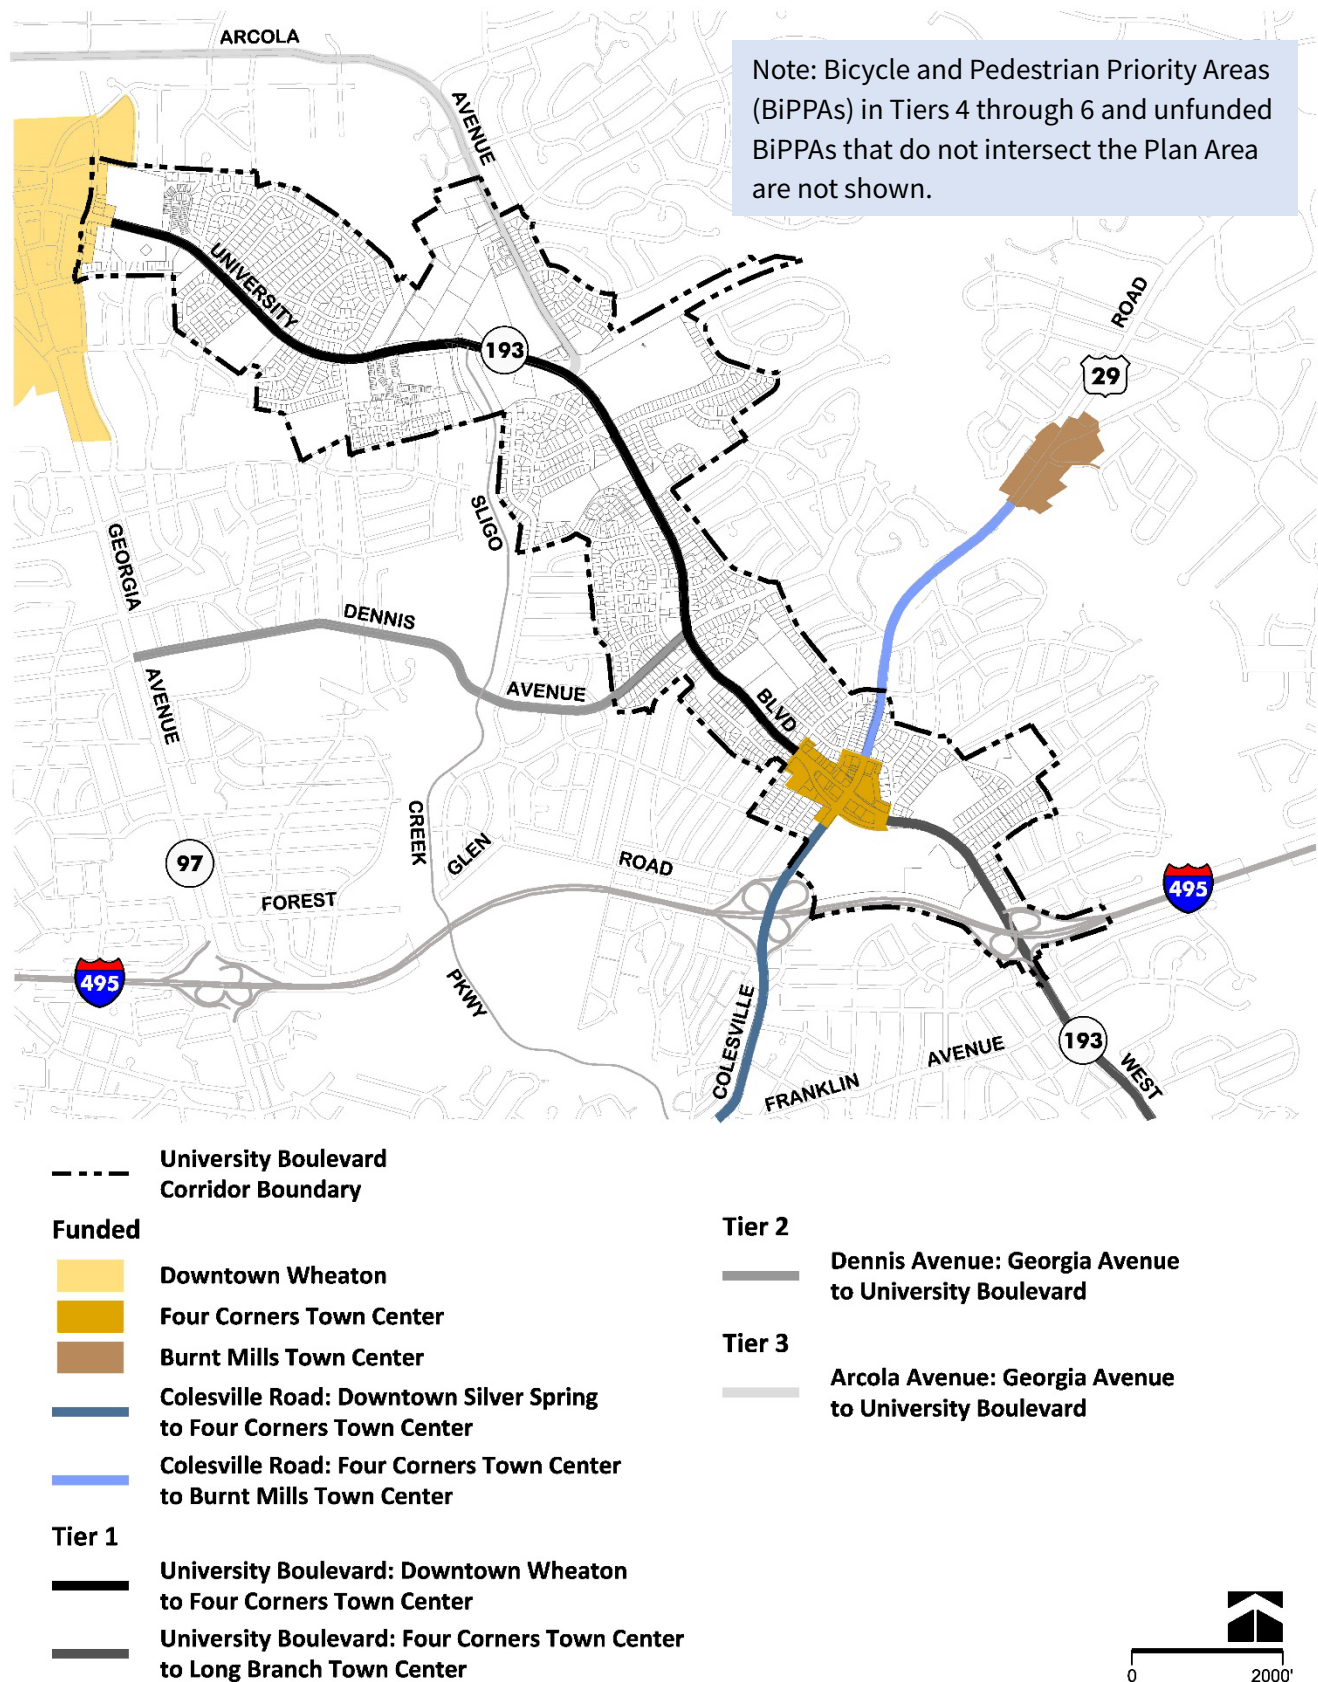 ARCOLA
AVENUE
Note: Bicycle and Pedestrian Priority Areas
(BiPPAs) in Tiers 4 through 6 and unfunded
BiPPAs that do not intersect the Plan Area
are not shown.
UNIVERSITY
193
ROAD
29
SLIGO
GEORGIA
DENNIS
AVENUE
AVENUE
BLVD
CREEK
GLEN
ROAD
97
FOREST
495
495
PKWY
COLESVILLE
FRANKLIN
AVENUE
193
WEST
University Boulevard
Corridor Boundary
Funded
Downtown Wheaton
Four Corners Town Center
Burnt Mills Town Center
Colesville Road: Downtown Silver Spring
to Four Corners Town Center
Colesville Road: Four Corners Town Center
to Burnt Mills Town Center
Tier 1
University Boulevard: Downtown Wheaton
to Four Corners Town Center
University Boulevard: Four Corners Town Center
to Long Branch Town Center
Tier 2
Dennis Avenue: Georgia Avenue
to University Boulevard
Tier 3
Arcola Avenue: Georgia Avenue
to University Boulevard
0 2000'